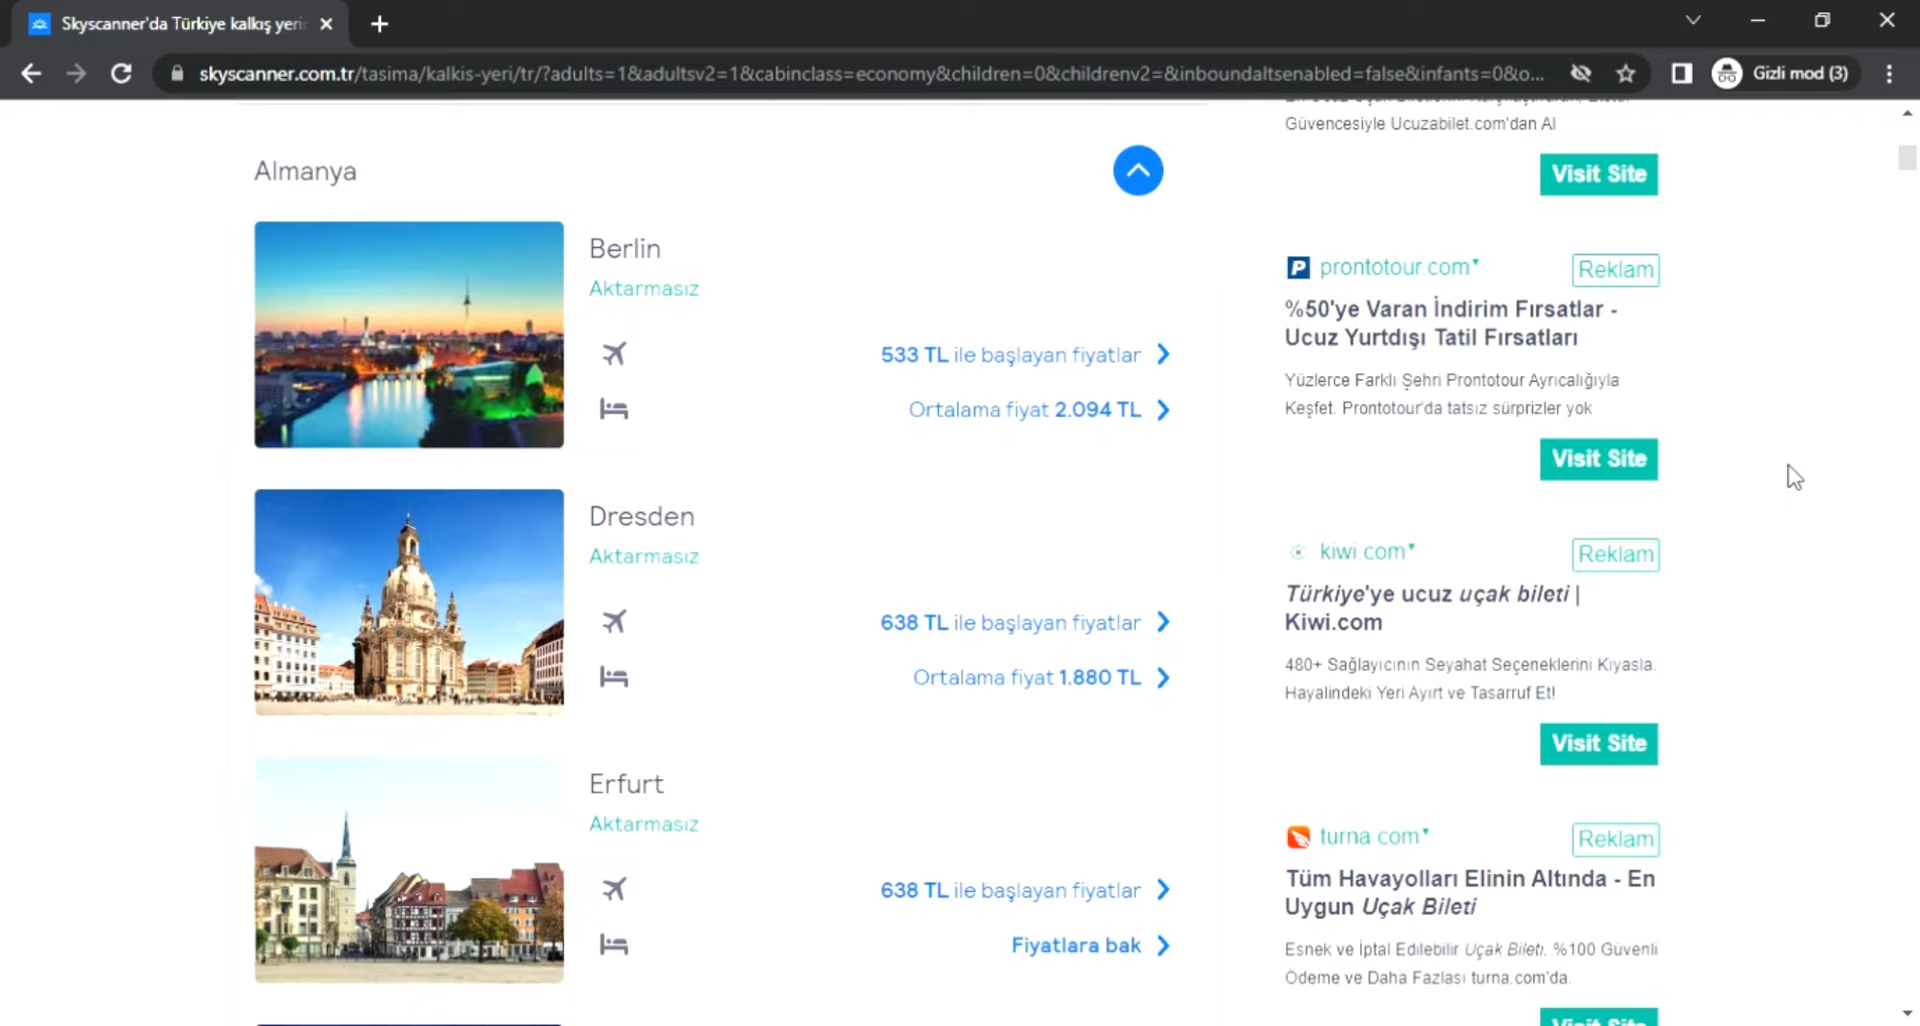 Skyscanner'da Türkiye kalkış yeri
skyscanner.com.tr/tasima/kalkis-yeri/tr/?adults=1&adultsv2=1&cabinclass=economy&children=0&childrenv2=&inboundaltsenabled=false&infants=0&o...
Gizli mod (3)
Almanya
Berlin
Aktarmasız
533 TL ile başlayan fiyatlar
Ortalama fiyat 2.094 TL
Dresden
Aktarmasız
638 TL ile başlayan fiyatlar
Ortalama fiyat 1.880 TL
Erfurt
Aktarmasız
638 TL ile başlayan fiyatlar
Fiyatlara bak
Güvencesiyle Ucuzabilet.com'dan Al
Visit Site
prontotour.com
Reklam
%50'ye Varan İndirim Fırsatlar -
Ucuz Yurtdışı Tatil Fırsatları
Yüzlerce Farklı Şehri Prontotour Ayrıcalığıyla
Keşfet. Prontotour'da tatsız sürprizler yok
Visit Site
kiwi.com
Reklam
Türkiye'ye ucuz uçak bileti |
Kiwi.com
480+ Sağlayıcının Seyahat Seçeneklerini Kıyasla.
Hayalindeki Yeri Ayırt ve Tasarruf Et!
Visit Site
turna.com
Reklam
Tüm Havayolları Elinin Altında - En
Uygun Uçak Bileti
Esnek ve İptal Edilebilir Uçak Bileti. %100 Güvenli
Ödeme ve Daha Fazlası turna.com'da.
Visit Site